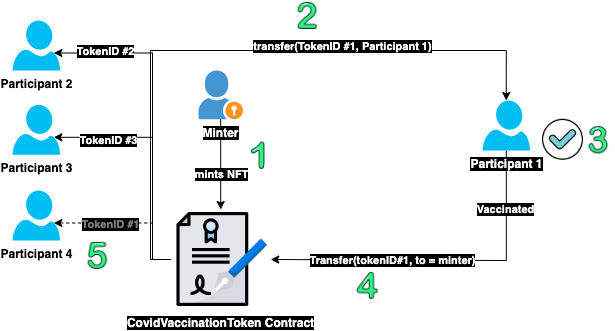 2
TokenID #2
transfer(TokenID #1, Participant 1)
Participant 2
Minter
1
3
TokenID #3
Participant 3
Participant 1
mints NFT
Vaccinated
TokenID #1
Participant 4
5
Transfer(tokenID#1, to = minter)
4
CovidVaccinationToken Contract